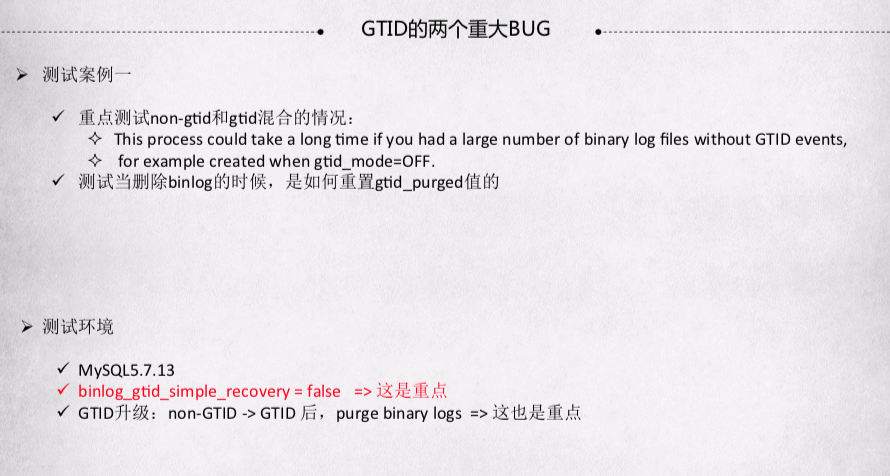 GTID的两个重大BUG
测试案例一
重点测试non-gtid和gtid混合的情况：
This process could take a long time if you had a large number of binary log files without GTID events,
for example created when gtid_mode=OFF.
测试当删除binlog的时候，是如何重置gtid_purged值的
测试环境
MySQL5.7.13
binlog_gtid_simple_recovery = false => 这是重点
GTID升级：non-GTID -> GTID 后，purge binary logs => 这也是重点